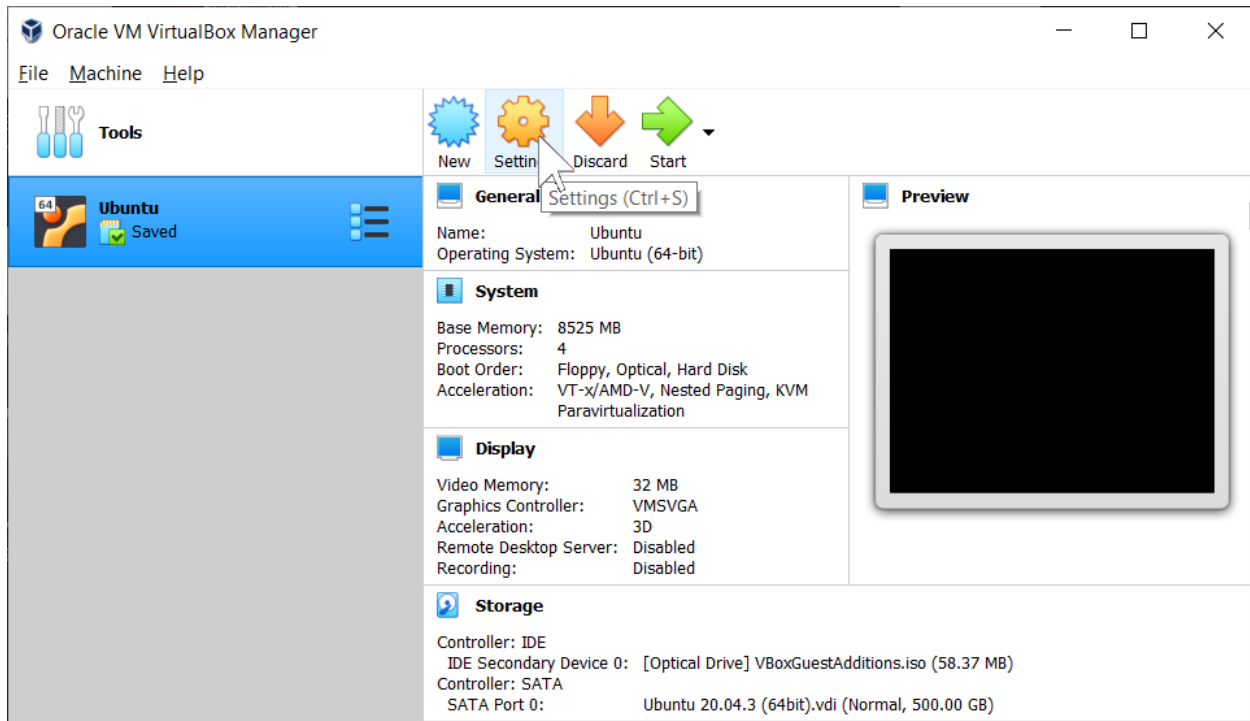 Oracle VM VirtualBox Manager
File Machine Help
Tools
New Settin Discard Start
Settings (Ctrl+S)
64
Ubuntu
Saved
General
Name: Ubuntu
Operating System: Ubuntu (64-bit)
System
Base Memory: 8525 MB
Processors: 4
Boot Order: Floppy, Optical, Hard Disk
Acceleration: VT-x/AMD-V, Nested Paging, KVM
Paravirtualization
Display
Video Memory: 32 MB
Graphics Controller: VMSVGA
Acceleration: 3D
Remote Desktop Server: Disabled
Recording: Disabled
Preview
Storage
Controller: IDE
IDE Secondary Device 0: [Optical Drive] VBoxGuestAdditions.iso (58.37 MB)
Controller: SATA
SATA Port 0: Ubuntu 20.04.3 (64bit).vdi (Normal, 500.00 GB)